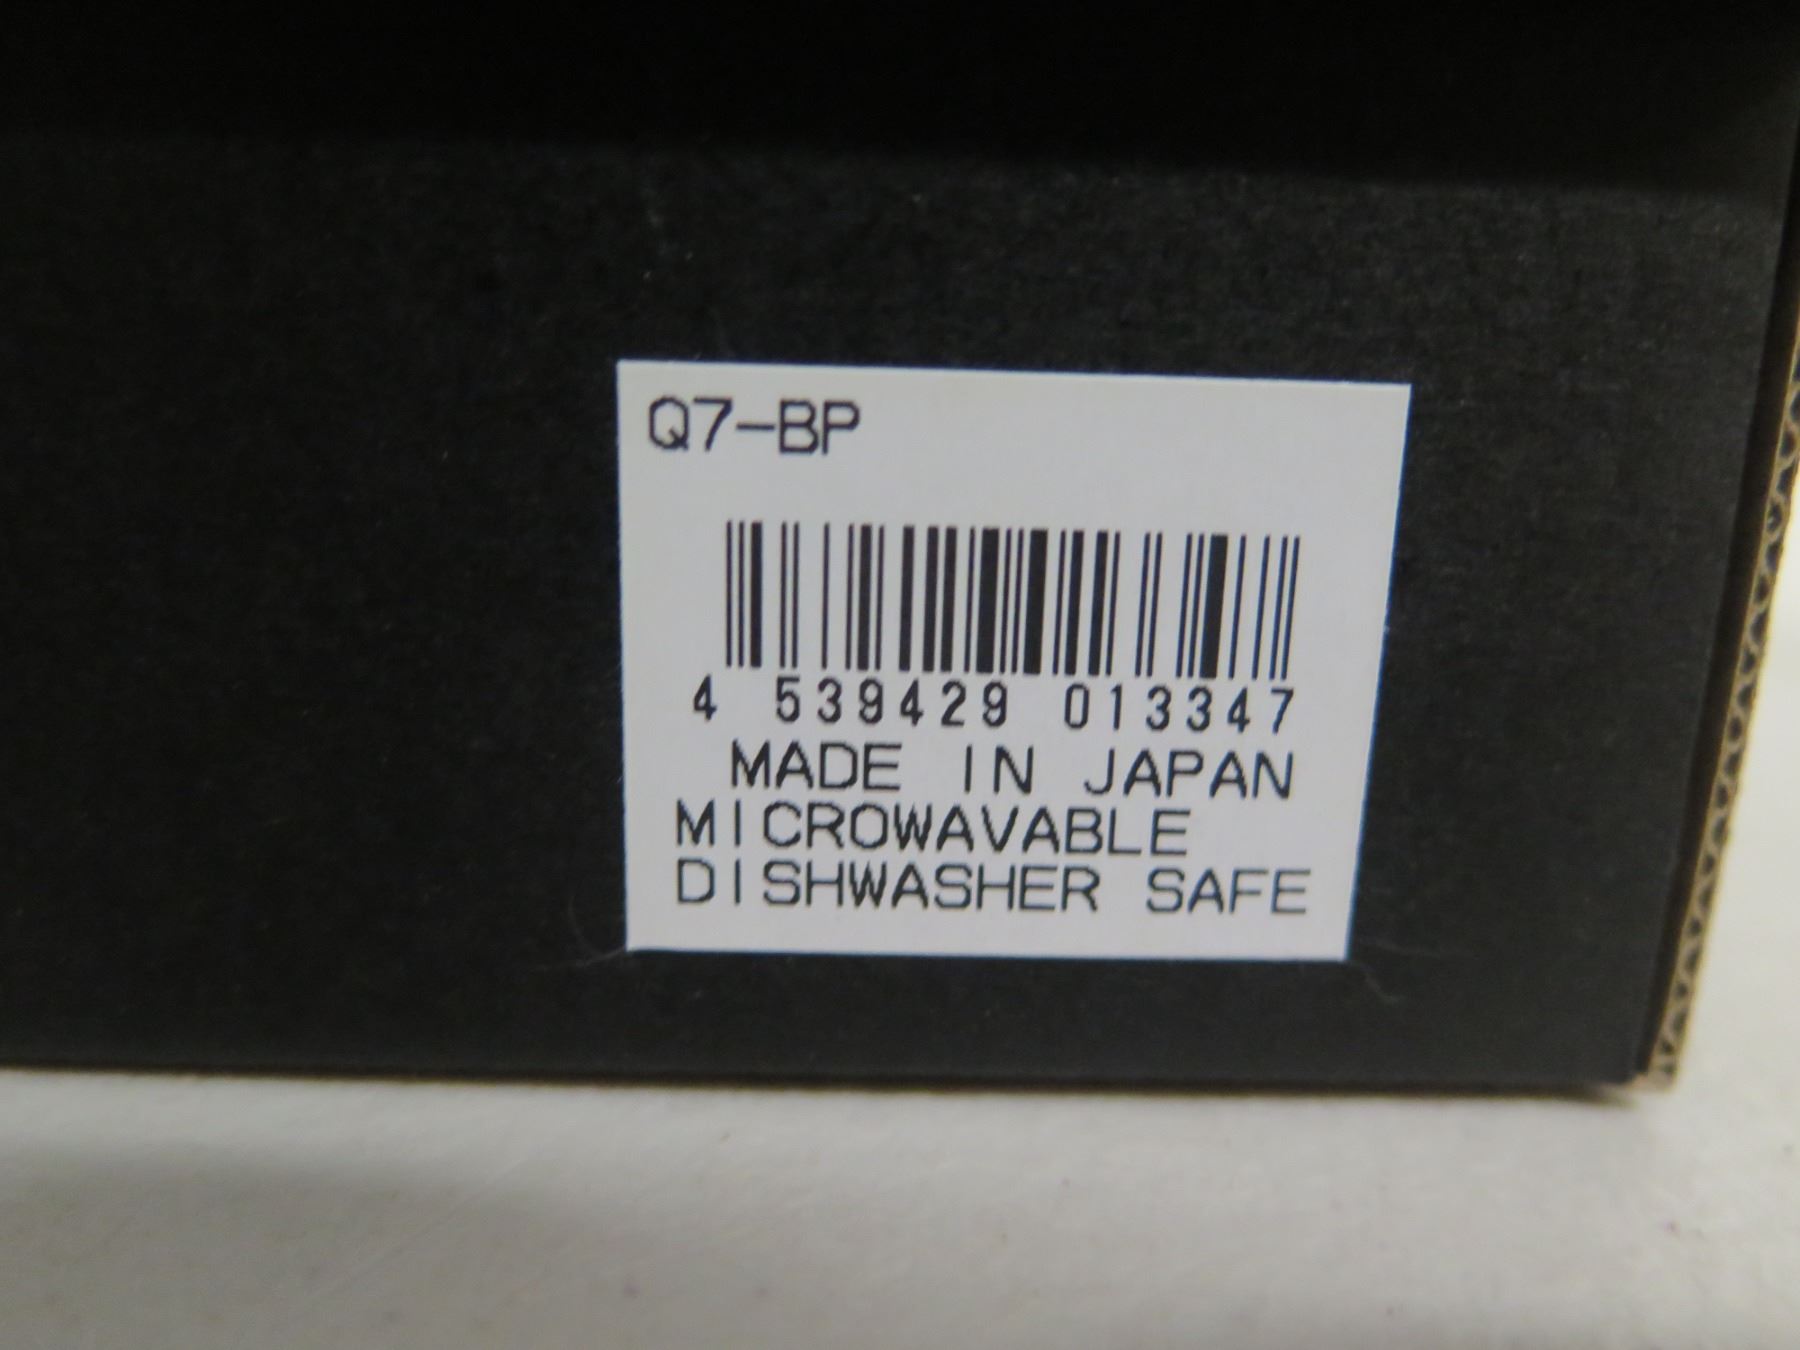 Q7-BP
4 539429 013347
MADE IN JAPAN
MICROWAVABLE
DISHWASHER SAFE